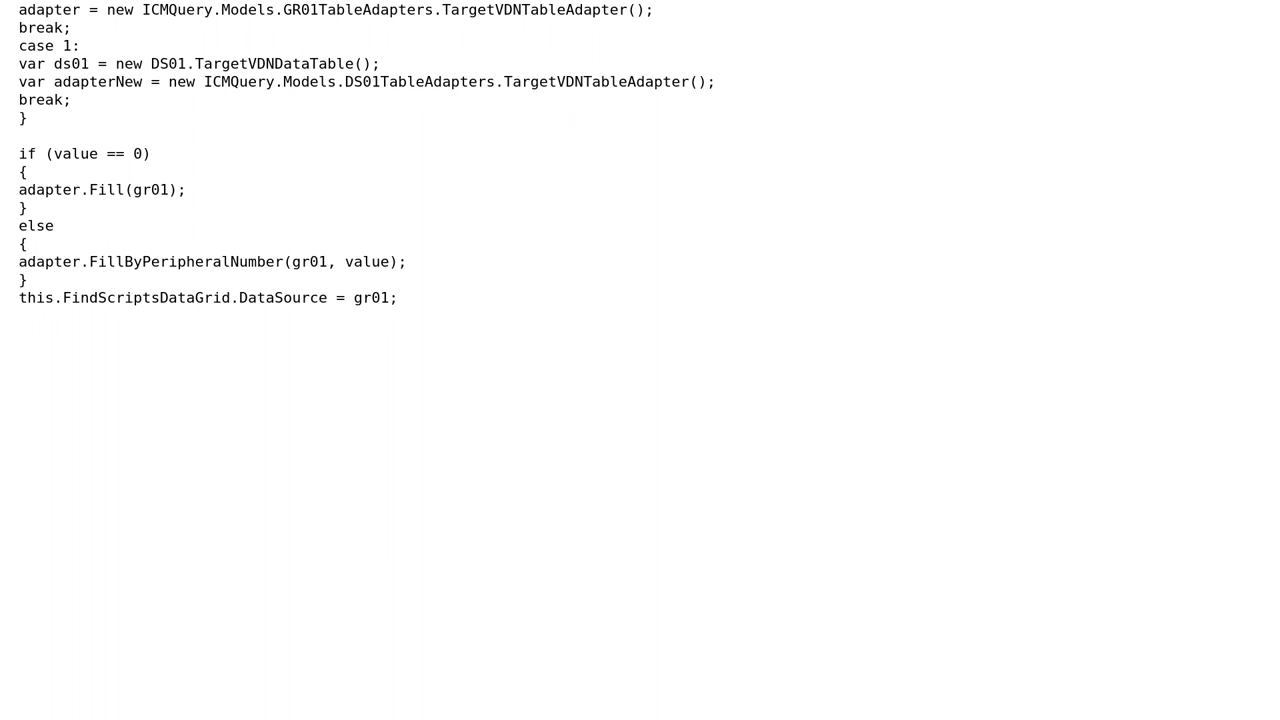 adapter = new ICMQuery.Models.GR01TableAdapters.TargetVDNTableAdapter();
break;
case 1:
var ds01 = new DS01.TargetVDNDataTable();
var adapterNew = new ICMQuery.Models.DS01TableAdapters.TargetVDNTableAdapter();
break;
}

if (value == 0)
{
adapter.Fill(gr01);
}
else
{
adapter.FillByPeripheralNumber(gr01, value);
}
this.FindScriptsDataGrid.DataSource = gr01;